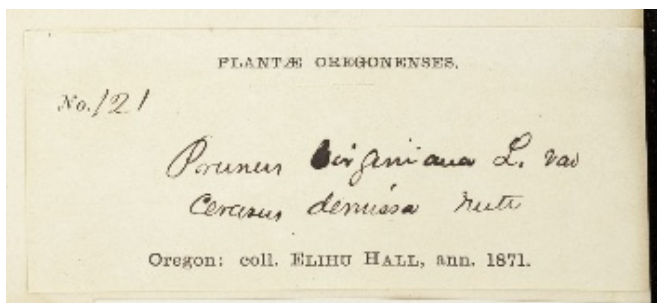 PLANTÆ OREGONENSES.
No. 121
Prunus virginiana L. var
Cerasus demissa Nutt
Oregon: coll. ELIHU HALL, ann. 1871.